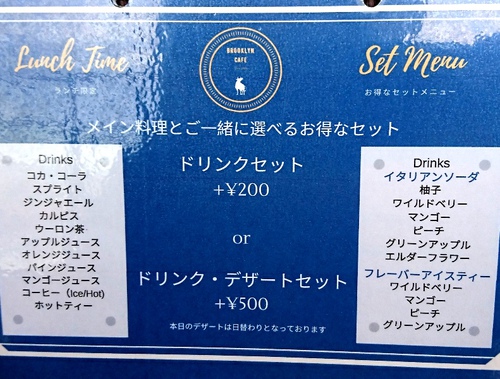 Lunch Time
ランチ限定
BROOKLYN
CAFE
Set Menu
お得なセットメニュー
メイン料理とご一緒に選べるお得なセット
Drinks
コカ・コーラ
スプライト
ジンジャエール
カルピス
ウーロン茶
アップルジュース
オレンジジュース
パインジュース
マンゴージュース
コーヒー（Ice/Hot)
ホットティー
ドリンクセット
+¥200
or
ドリンク・デザートセット
+¥500
本日のデザートは日替わりとなっております
Drinks
イタリアンソーダ
柚子
ワイルドベリー
マンゴー
ピーチ
グリーンアップル
エルダーフラワー
フレーバーアイスティー
ワイルドベリー
マンゴー
ピーチ
グリーンアップル